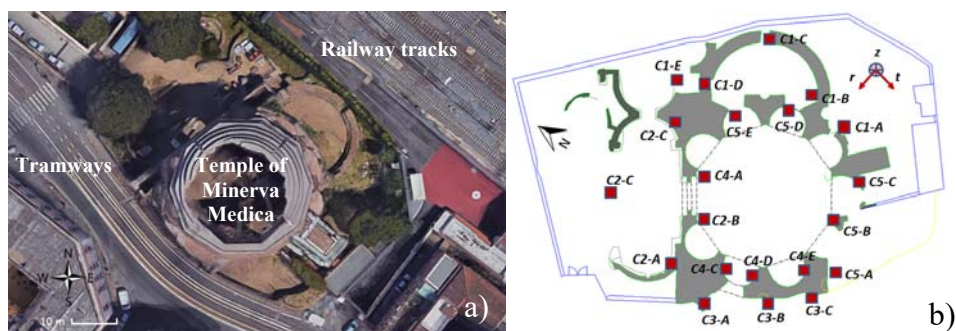 Railway tracks
Tramways
Temple of
Minerva
Medica
N
W E
S
10 m
a)
C1-C
z
r t
C1-E
C1-D
C1-B
C2-C
C5-E
C5-D
C1-A
N
C4-A
C5-C
C2-C
C2-B
C5-B
C2-A
C4-C
C4-D
C4-E
C5-A
C3-A
C3-B
C3-C
b)